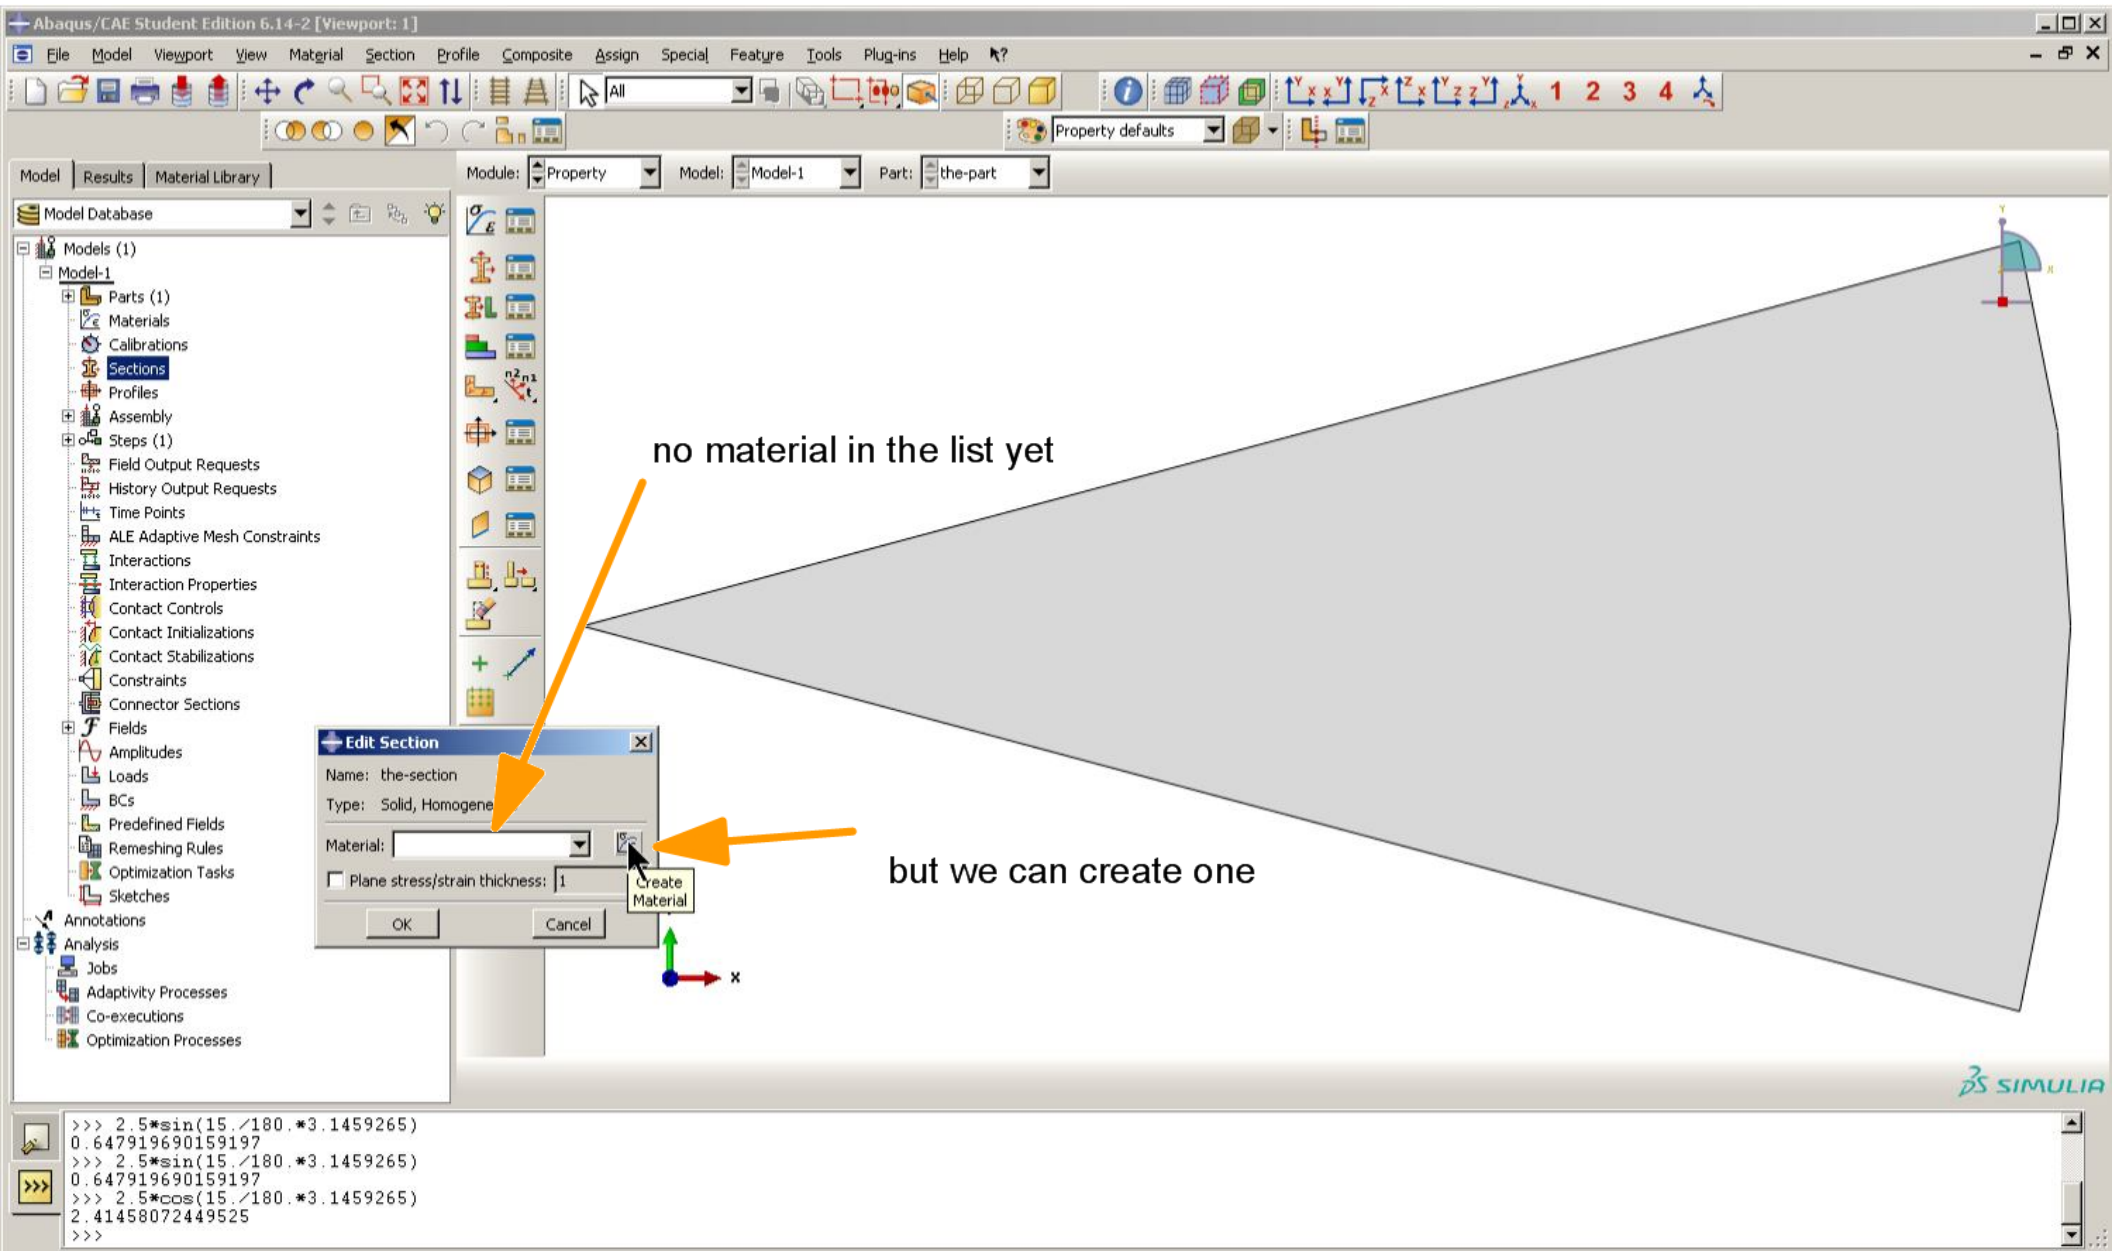 Abaqus/CAE Student Edition 6.14-2 [Viewport: 1]
File Model Viewport View Material Section Profile Composite Assign Special Feature Tools Plug-ins Help
All
1 2 3 4
Property defaults
Model Results Material Library
Module: Property Model: Model-1 Part: the-part
Model Database
Models (1)
Model-1
Parts (1)
Materials
Calibrations
Sections
Profiles
Assembly
Steps (1)
Field Output Requests
History Output Requests
Time Points
ALE Adaptive Mesh Constraints
Interactions
Interaction Properties
Contact Controls
Contact Initializations
Contact Stabilizations
Constraints
Connector Sections
Fields
Amplitudes
Loads
BCs
Predefined Fields
Remeshing Rules
Optimization Tasks
Sketches
Annotations
Analysis
Jobs
Adaptivity Processes
Co-executions
Optimization Processes
no material in the list yet
Edit Section
Name: the-section
Type: Solid, Homogene
Material:
Plane stress/strain thickness: 1
OK Cancel
Create
Material
but we can create one
Y
X
SIMULIA
>>> 2.5*sin(15./180.*3.1459265)
0.647919690159197
>>> 2.5*sin(15./180.*3.1459265)
0.647919690159197
>>> 2.5*cos(15./180.*3.1459265)
2.41458072449525
>>>